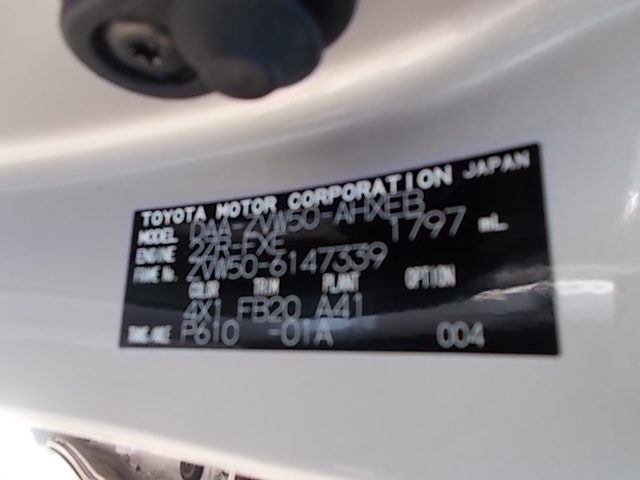 TOYOTA MOTOR CORPORATION JAPAN
MODEL DAA-ZVW50-AHXEB
ENGINE 2ZR-FXE 1797 mL
FRAME No. ZVW50-6147339
COLOR TRIM PLANT OPTION
4X1 FB20 A41
TRANS./AXLE P610 -01A 004